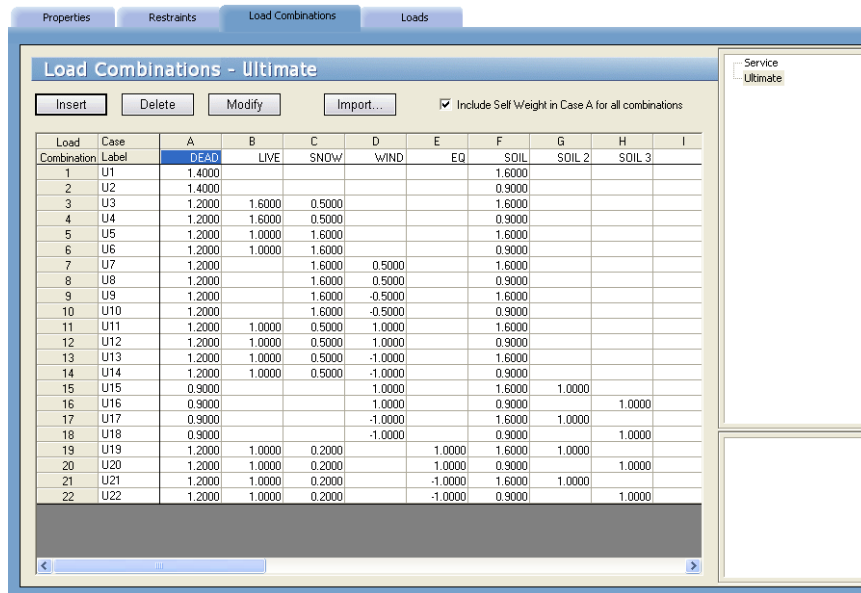 Properties Restraints Load Combinations Loads
Load Combinations - Ultimate
Insert Delete Modify Import... Include Self Weight in Case A for all combinations
Service
Ultimate
Load Case A B C D E F G H I
Combination Label DEAD LIVE SNOW WIND EQ SOIL SOIL 2 SOIL 3
1 U1 1.4000 1.6000
2 U2 1.4000 0.9000
3 U3 1.2000 1.6000 0.5000 1.6000
4 U4 1.2000 1.6000 0.5000 0.9000
5 U5 1.2000 1.0000 1.6000 1.6000
6 U6 1.2000 1.0000 1.6000 0.9000
7 U7 1.2000 1.6000 0.5000 1.6000
8 U8 1.2000 1.6000 0.5000 0.9000
9 U9 1.2000 1.6000 -0.5000 1.6000
10 U10 1.2000 1.6000 -0.5000 0.9000
11 U11 1.2000 1.0000 0.5000 1.0000 1.6000
12 U12 1.2000 1.0000 0.5000 1.0000 0.9000
13 U13 1.2000 1.0000 0.5000 -1.0000 1.6000
14 U14 1.2000 1.0000 0.5000 -1.0000 0.9000
15 U15 0.9000 1.0000 1.6000 1.0000
16 U16 0.9000 1.0000 0.9000 1.0000
17 U17 0.9000 -1.0000 1.6000 1.0000
18 U18 0.9000 -1.0000 0.9000 1.0000
19 U19 1.2000 1.0000 0.2000 1.0000 1.6000 1.0000
20 U20 1.2000 1.0000 0.2000 1.0000 0.9000 1.0000
21 U21 1.2000 1.0000 0.2000 -1.0000 1.6000 1.0000
22 U22 1.2000 1.0000 0.2000 -1.0000 0.9000 1.0000